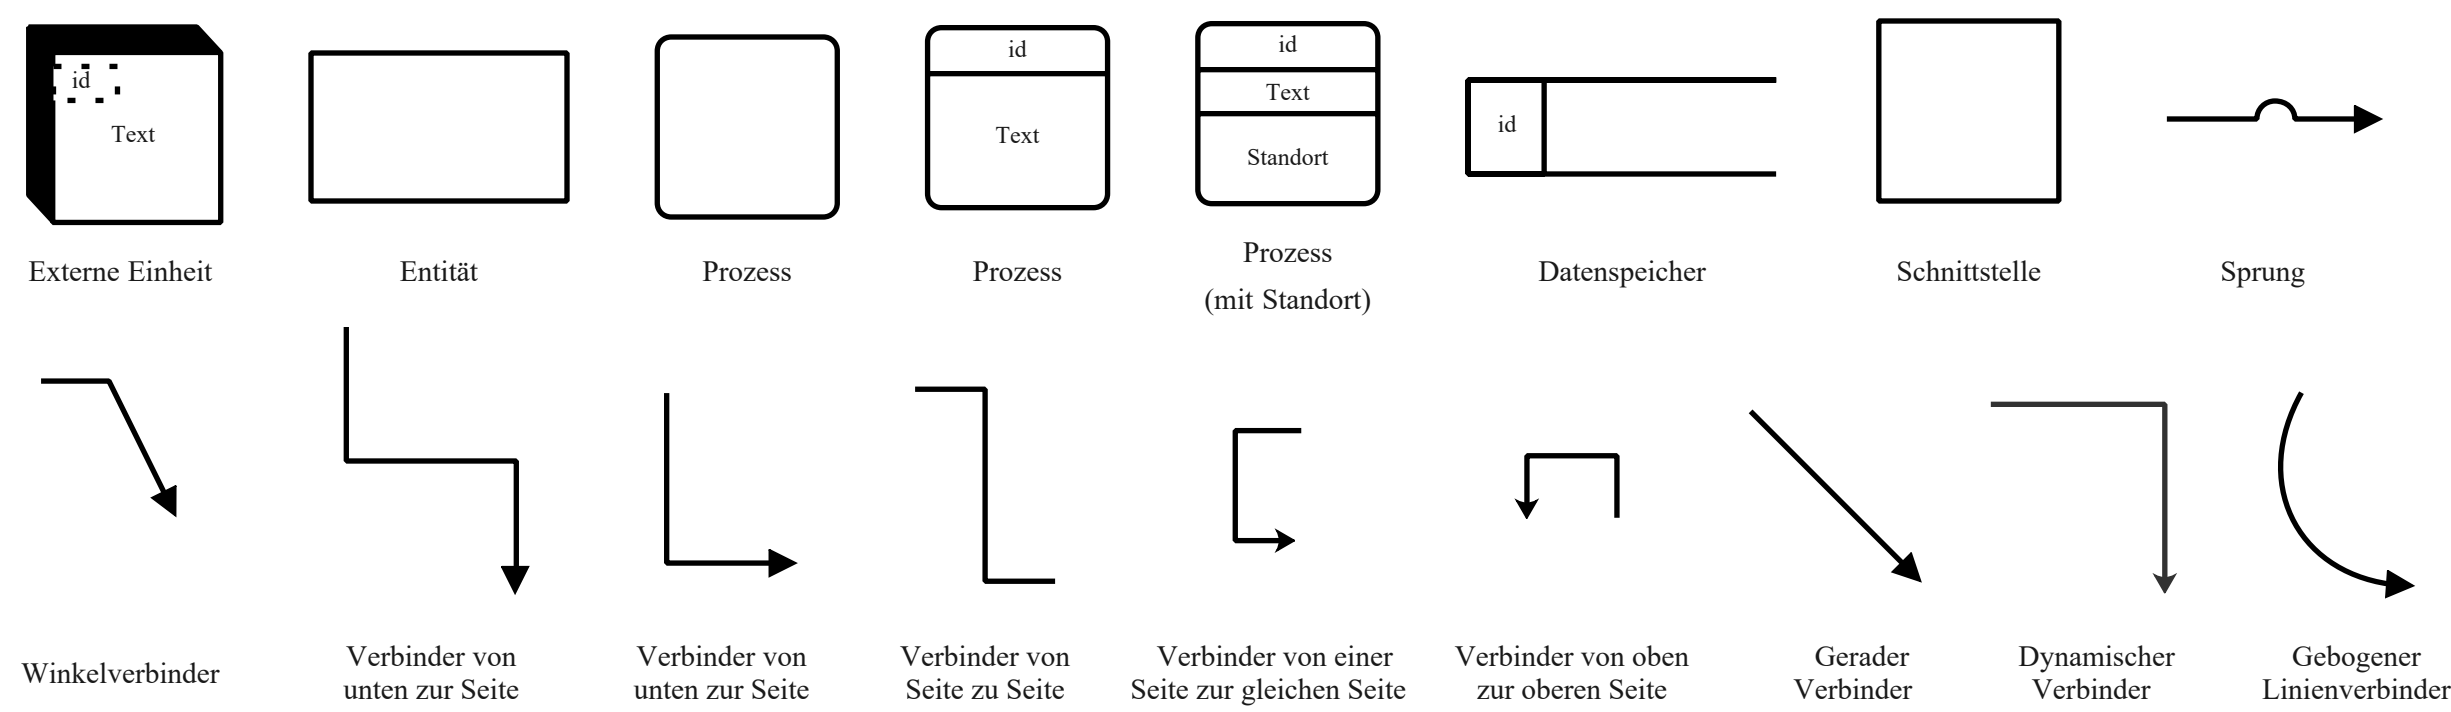 id
Text
id
Text
id
Text
Standort
id
Externe Einheit
Entität
Prozess
Prozess
Prozess
(mit Standort)
Datenspeicher
Schnittstelle
Sprung
Winkelverbinder
Verbinder von
unten zur Seite
Verbinder von
unten zur Seite
Verbinder von
Seite zu Seite
Verbinder von einer
Seite zur gleichen Seite
Verbinder von oben
zur oberen Seite
Gerader
Verbinder
Dynamischer
Verbinder
Gebogener
Linienverbinder